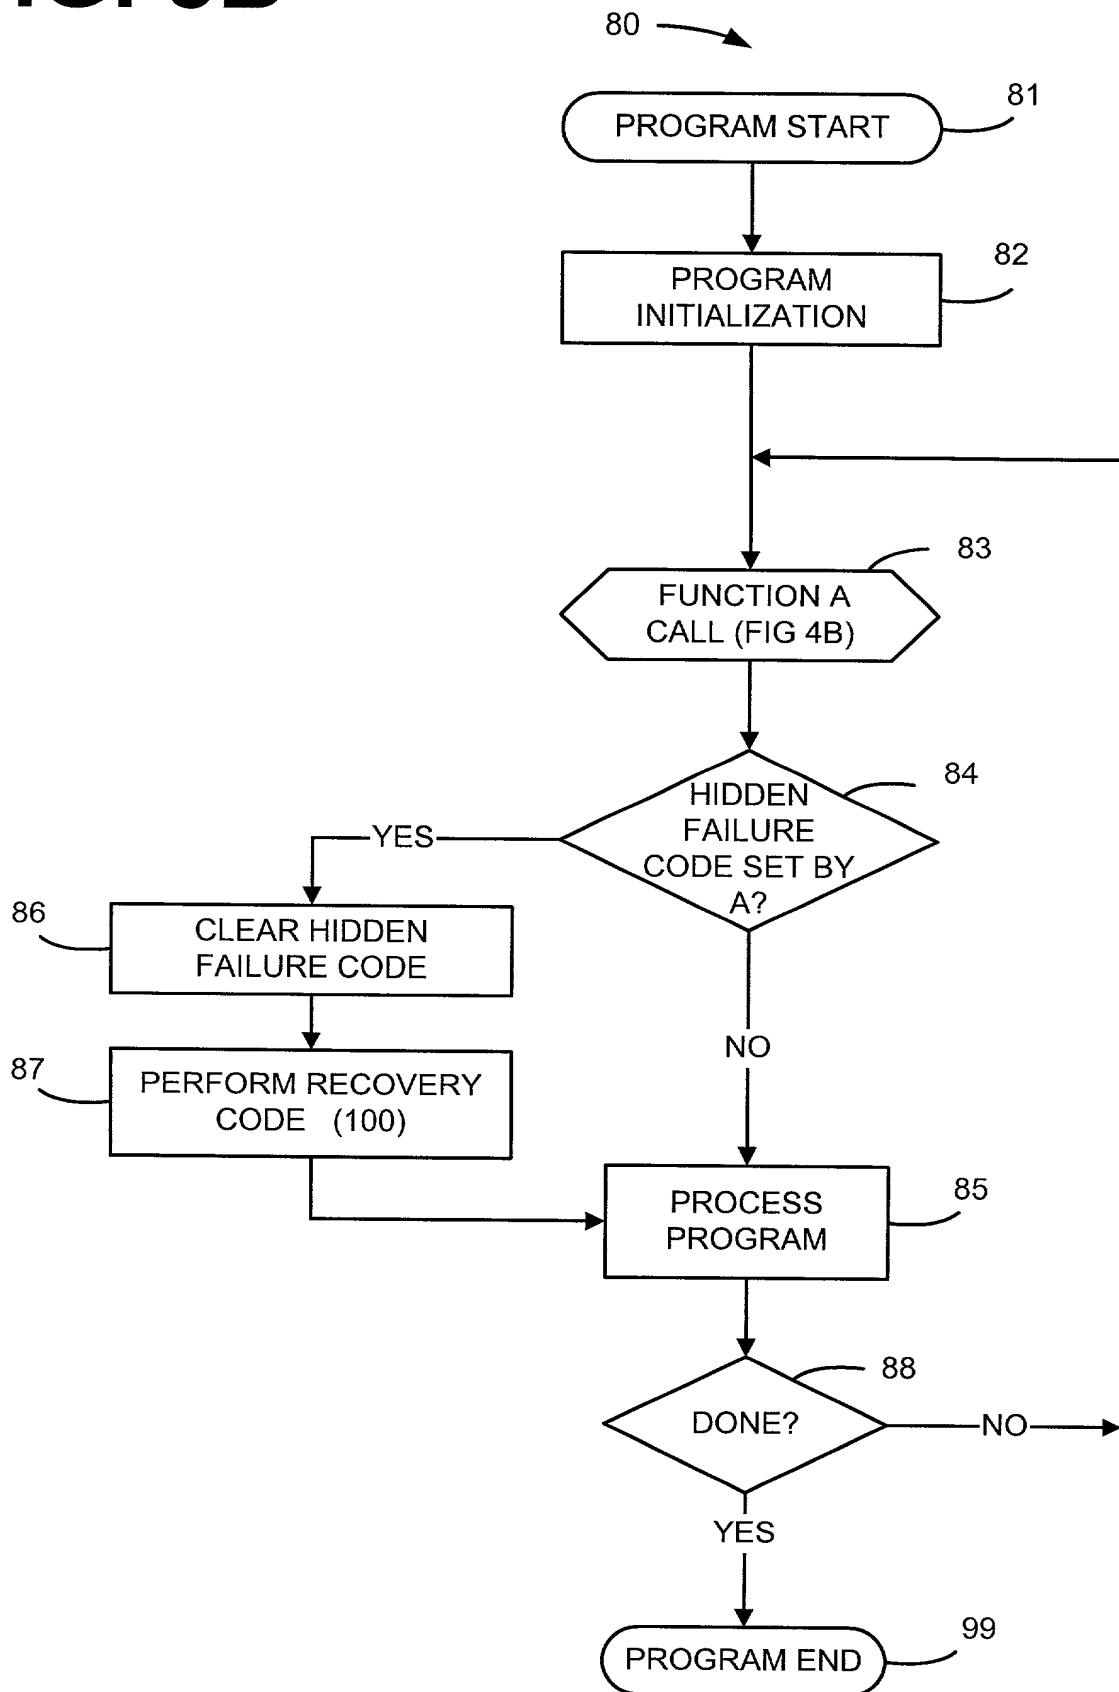 80
81
PROGRAM START
82
PROGRAM
INITIALIZATION
83
FUNCTION A
CALL (FIG 4B)
84
HIDDEN
FAILURE
CODE SET BY
A?
YES
86
CLEAR HIDDEN
FAILURE CODE
NO
87
PERFORM RECOVERY
CODE (100)
85
PROCESS
PROGRAM
88
DONE?
NO
YES
99
PROGRAM END